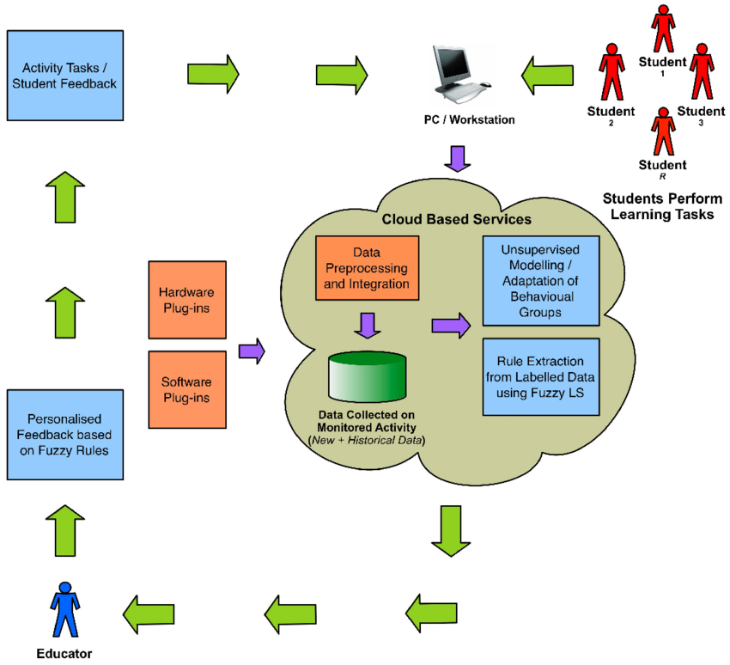 Activity Tasks /
Student Feedback
PC / Workstation
Student
1
Student
2
Student
3
Student
R
Students Perform
Learning Tasks
Cloud Based Services
Data
Preprocessing
and Integration
Unsupervised
Modelling /
Adaptation of
Behavioual
Groups
Hardware
Plug-ins
Software
Plug-ins
Rule Extraction
from Labelled Data
using Fuzzy LS
Data Collected on
Monitored Activity
(New + Historical Data)
Personalised
Feedback based
on Fuzzy Rules
Educator